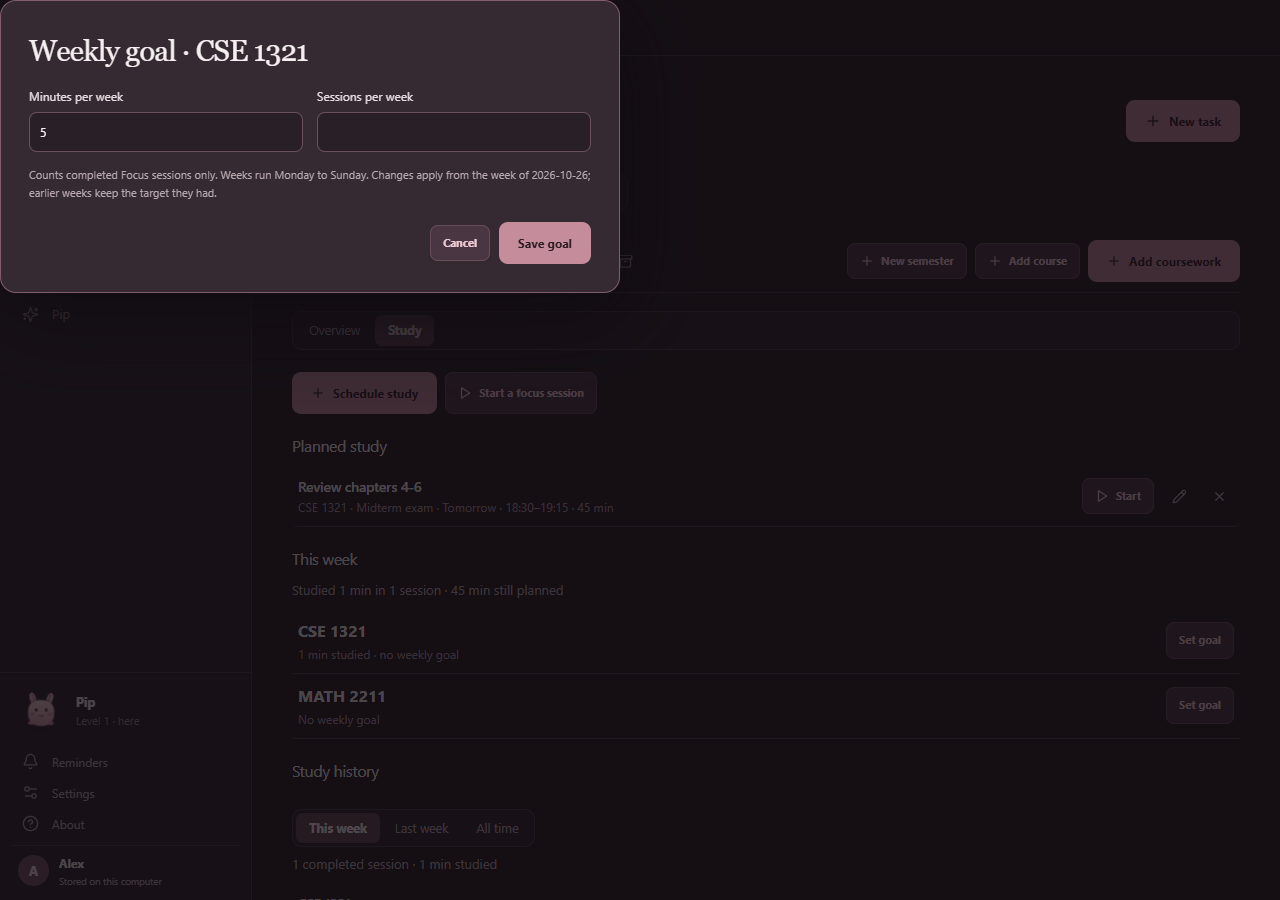 Weekly goal · CSE 1321
Minutes per week
Sessions per week
5
Counts completed Focus sessions only. Weeks run Monday to Sunday. Changes apply from the week of 2026-10-26;
earlier weeks keep the target they had.
Cancel
Save goal
New task
New semester
Add course
Add coursework
Pip
Overview
Study
Schedule study
Start a focus session
Planned study
Review chapters 4-6
CSE 1321 · Midterm exam · Tomorrow · 18:30–19:15 · 45 min
Start
This week
Studied 1 min in 1 session · 45 min still planned
CSE 1321
1 min studied · no weekly goal
Set goal
MATH 2211
No weekly goal
Set goal
Study history
This week
Last week
All time
1 completed session · 1 min studied
Pip
Level 1 · here
Reminders
Settings
About
A
Alex
Stored on this computer